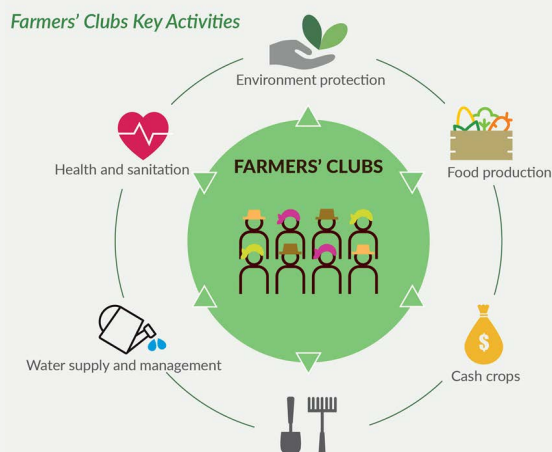 Farmers' Clubs Key Activities
Environment protection
Health and sanitation
FARMERS' CLUBS
Food production
Water supply and management
$
Cash crops